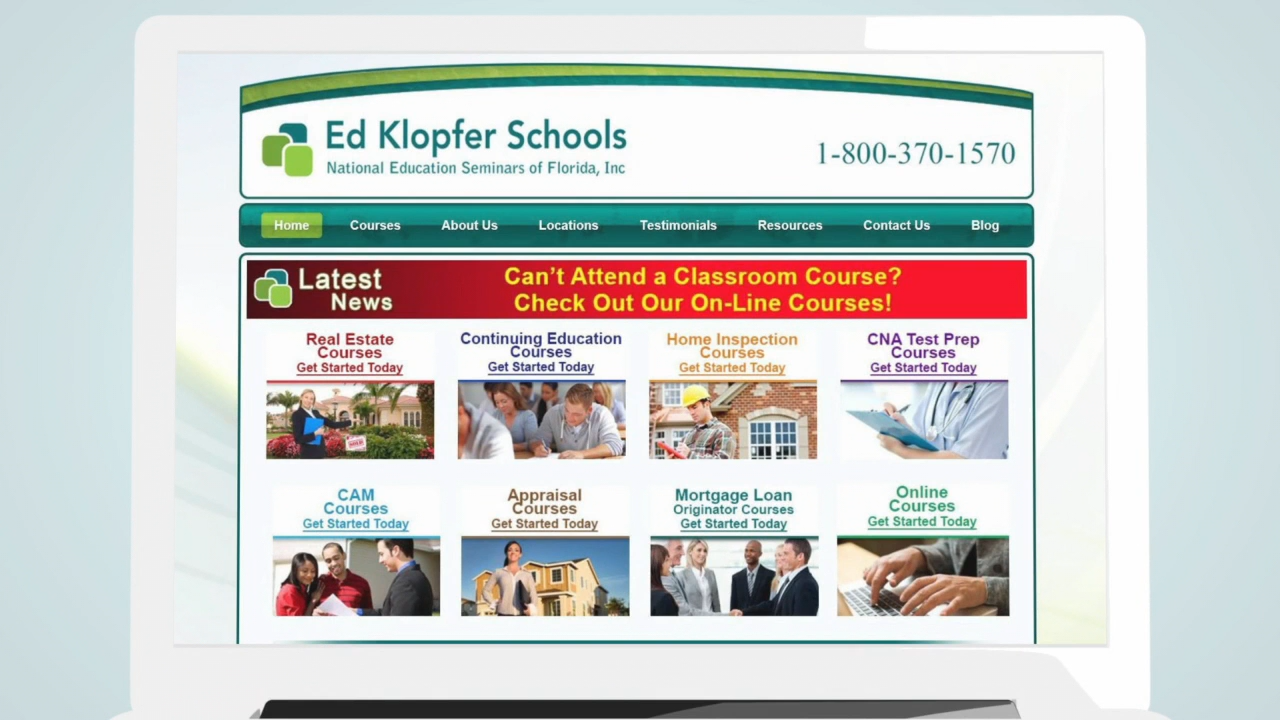 Ed Klopfer Schools
National Education Seminars of Florida, Inc
1-800-370-1570
Home Courses About Us Locations Testimonials Resources Contact Us Blog
Latest
News
Can't Attend a Classroom Course?
Check Out Our On-Line Courses!
Real Estate
Courses
Get Started Today
Continuing Education
Courses
Get Started Today
Home Inspection
Courses
Get Started Today
CNA Test Prep
Courses
Get Started Today
CAM
Courses
Get Started Today
Appraisal
Courses
Get Started Today
Mortgage Loan
Originator Courses
Get Started Today
Online
Courses
Get Started Today